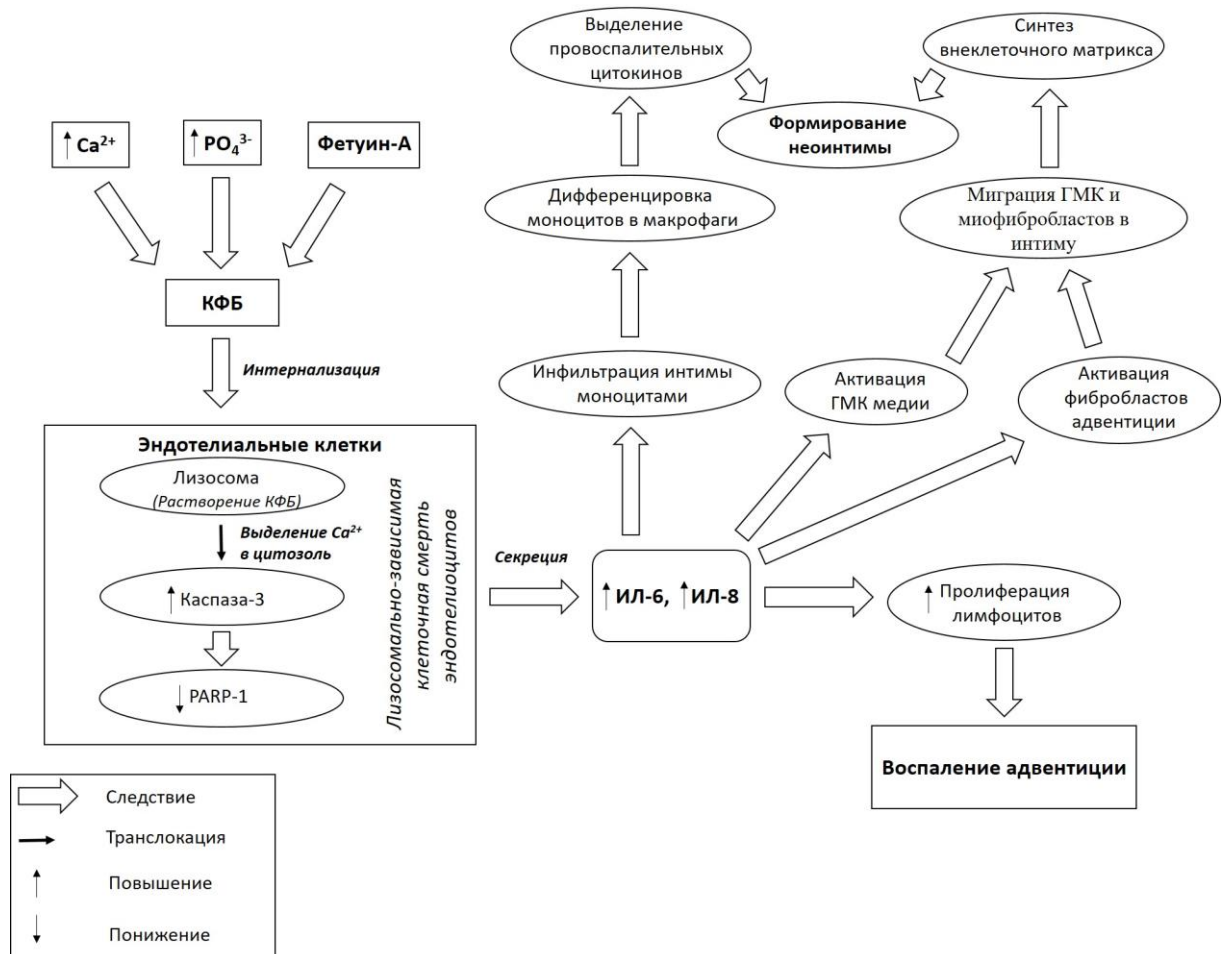 Выделение
провоспалительных
цитокинов
Синтез
внеклеточного матрикса
Формирование
неоинтимы
↑ Ca²⁺
↑ PO₄³⁻
Фетуин-А
Дифференцировка
моноцитов в макрофаги
Миграция ГМК и
миофибробластов в
интиму
КФБ
Интернализация
Инфильтрация интимы
моноцитами
Активация
ГМК медии
Активация
фибробластов
адвентиции
Эндотелиальные клетки
Лизосома
(Растворение КФБ)
Выделение Ca²⁺
в цитозоль
↑ Каспаза-3
↓ PARP-1
Лизосомально-зависимая
клеточная смерть
эндотелиоцитов
Секреция
↑ ИЛ-6, ↑ ИЛ-8
↑ Пролиферация
лимфоцитов
Воспаление адвентиции
Следствие
Транслокация
Повышение
Понижение